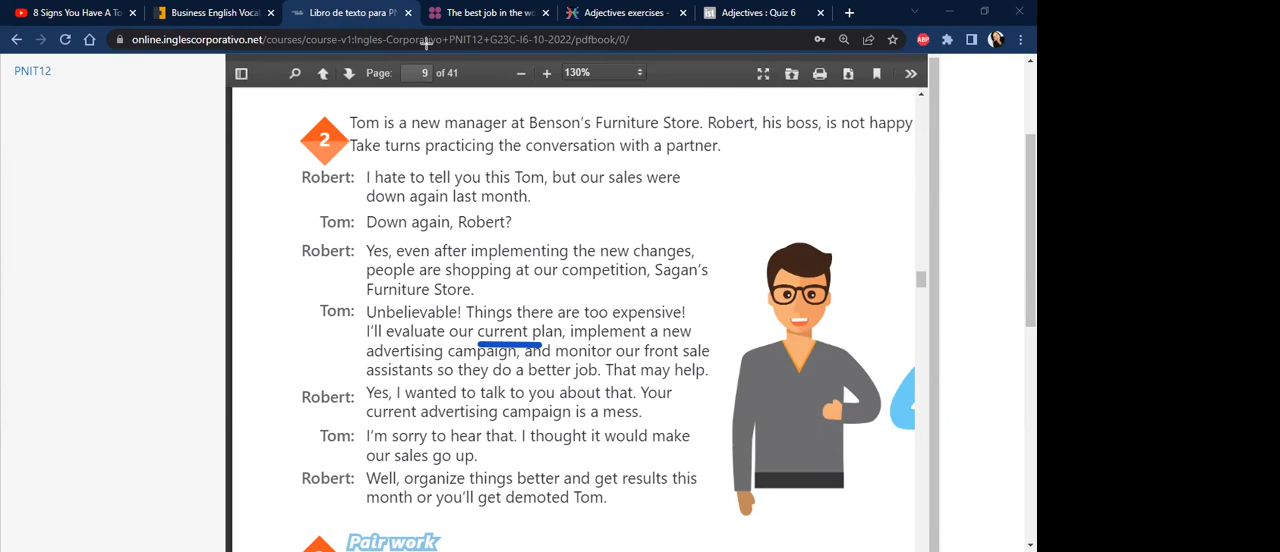 8 Signs You Have A To
Business English Vocal
Libro de texto para PN
The best job in the wo
Adjectives exercises –
Adjectives : Quiz 6
online.inglescorporativo.net/courses/course-v1:Ingles-Corporativo+PNIT12+G23C-I6-10-2022/pdfbook/0/
ABP
PNIT12
Page: 9 of 41
130%
2
Tom is a new manager at Benson's Furniture Store. Robert, his boss, is not happy
Take turns practicing the conversation with a partner.
Robert: I hate to tell you this Tom, but our sales were
down again last month.
Tom: Down again, Robert?
Robert: Yes, even after implementing the new changes,
people are shopping at our competition, Sagan's
Furniture Store.
Tom: Unbelievable! Things there are too expensive!
I'll evaluate our current plan, implement a new
advertising campaign, and monitor our front sale
assistants so they do a better job. That may help.
Robert: Yes, I wanted to talk to you about that. Your
current advertising campaign is a mess.
Tom: I'm sorry to hear that. I thought it would make
our sales go up.
Robert: Well, organize things better and get results this
month or you'll get demoted Tom.
Pair work